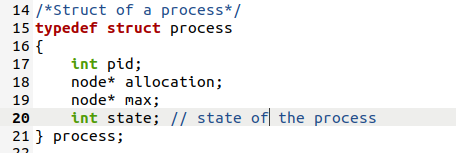 14 /*Struct of a process*/
15 typedef struct process
16 {
17     int pid;
18     node* allocation;
19     node* max;
20     int state; // state of the process
21 } process;
22